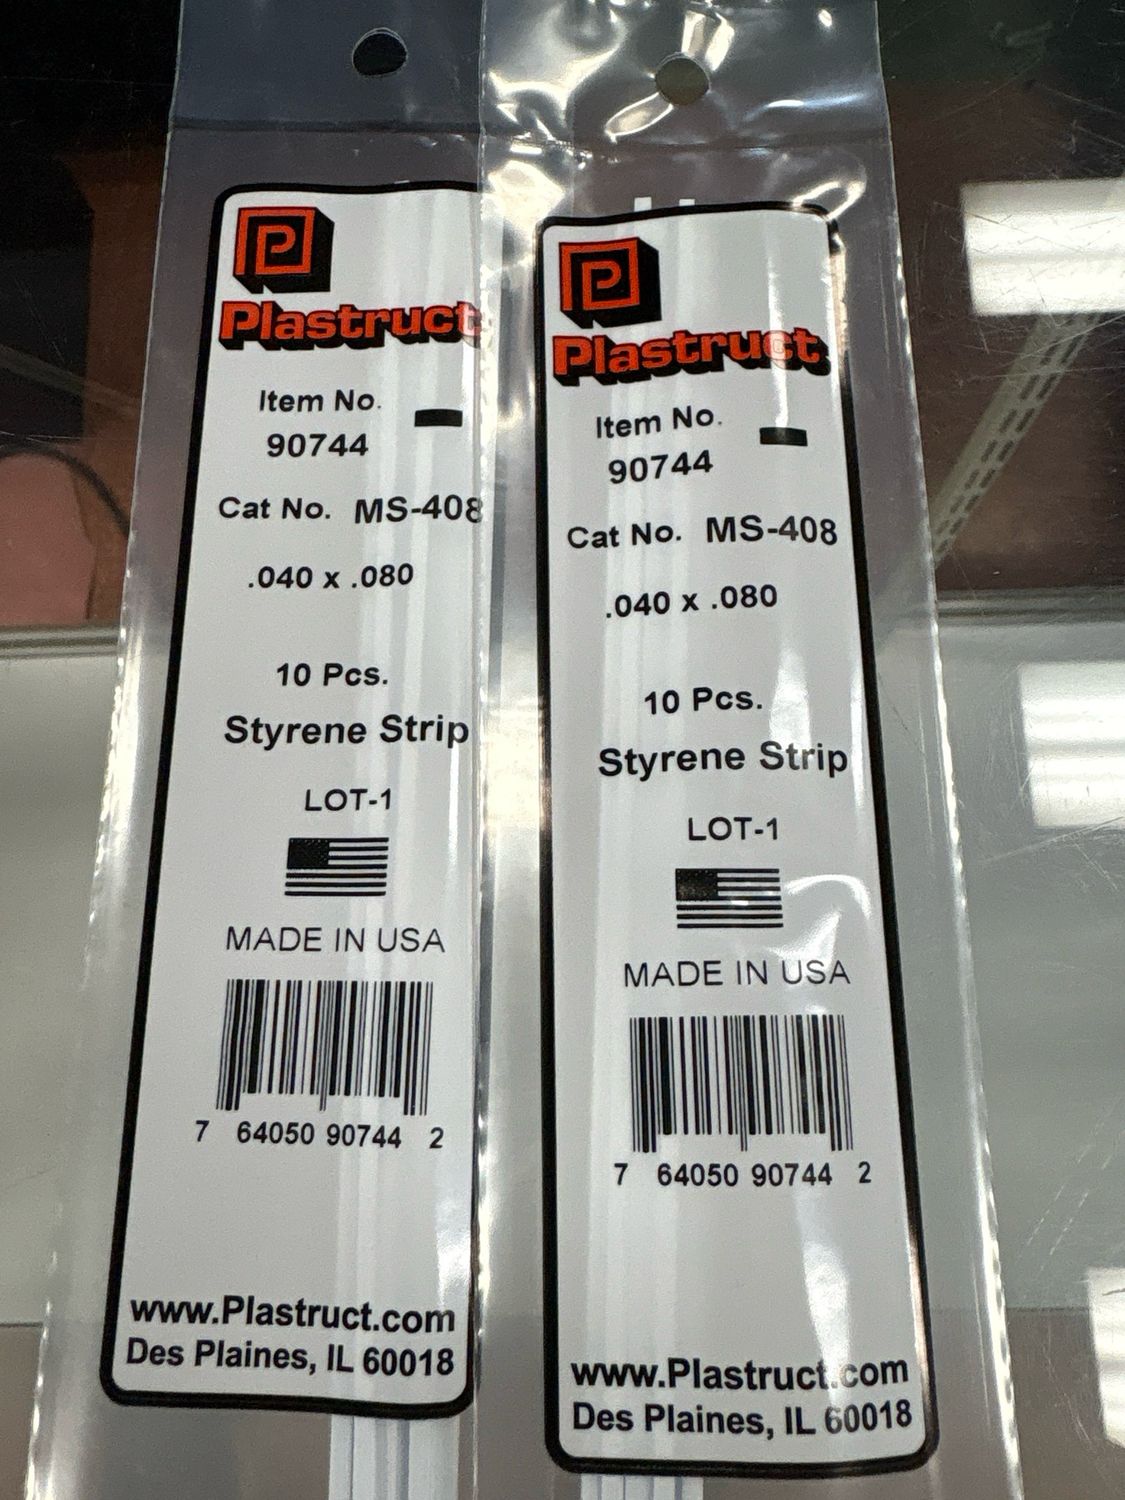 P
Plastruct
Item No.
90744
Cat No. MS-408
.040 x .080
10 Pcs.
Styrene Strip
LOT-1
MADE IN USA
7 64050 90744 2
www.Plastruct.com
Des Plaines, IL 60018
P
Plastruct
Item No.
90744
Cat No. MS-408
.040 x .080
10 Pcs.
Styrene Strip
LOT-1
MADE IN USA
7 64050 90744 2
www.Plastruct.com
Des Plaines, IL 60018